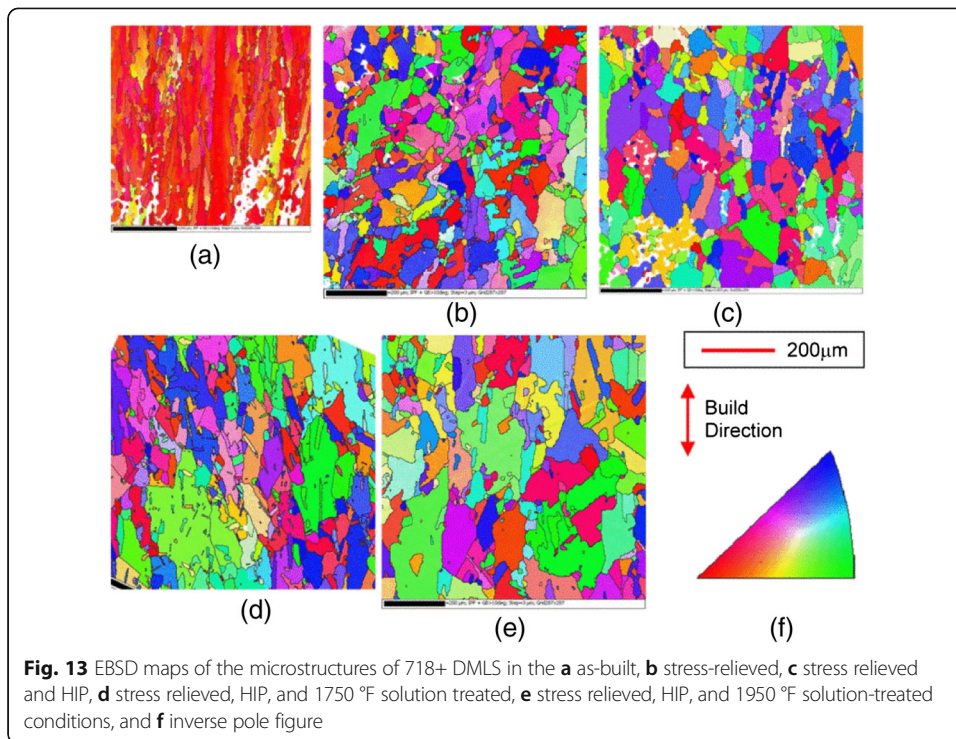 (a)
(b)
(c)
200μm
Build
Direction
(d)
(e)
(f)
Fig. 13 EBSD maps of the microstructures of 718+ DMLS in the a as-built, b stress-relieved, c stress relieved
and HIP, d stress relieved, HIP, and 1750 °F solution treated, e stress relieved, HIP, and 1950 °F solution-treated
conditions, and f inverse pole figure